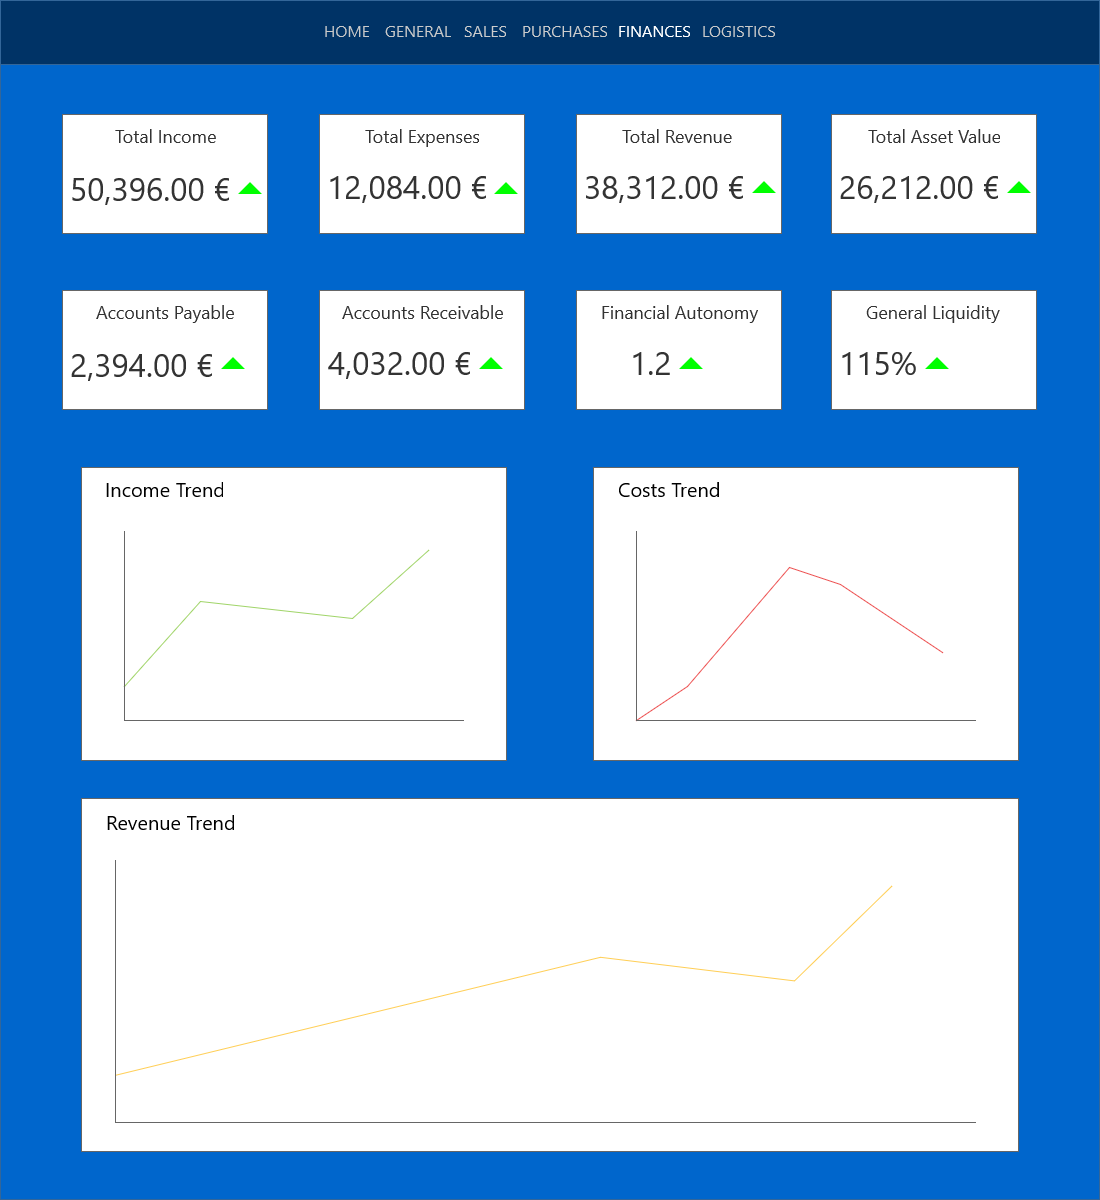 HOME GENERAL SALES PURCHASES FINANCES LOGISTICS
Total Income
50,396.00 €
Total Expenses
12,084.00 €
Total Revenue
38,312.00 €
Total Asset Value
26,212.00 €
Accounts Payable
2,394.00 €
Accounts Receivable
4,032.00 €
Financial Autonomy
1.2
General Liquidity
115%
Income Trend
Costs Trend
Revenue Trend